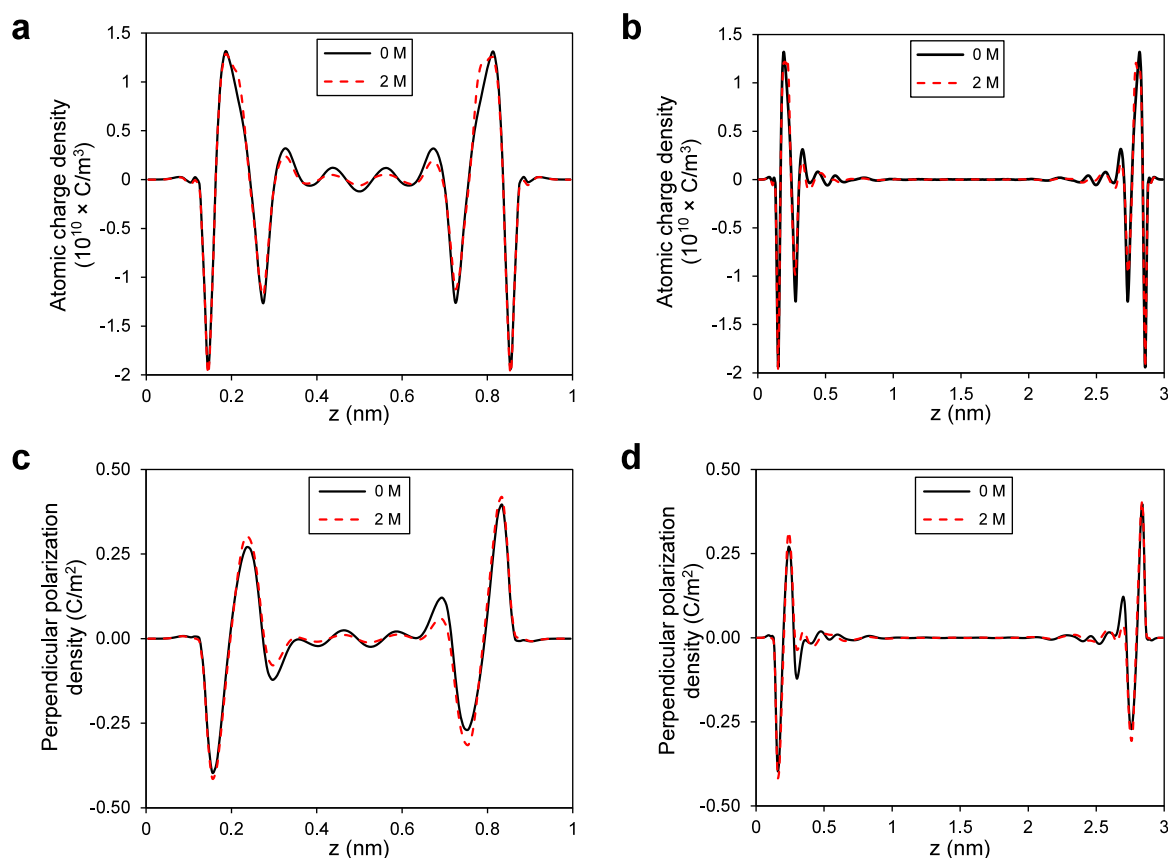 a
1.5
1
0.5
0
-0.5
-1
-1.5
-2
Atomic charge density
(10¹⁰ × C/m³)
0 M
2 M
0
0.2
0.4
0.6
0.8
1
z (nm)
b
1.5
1
0.5
0
-0.5
-1
-1.5
-2
Atomic charge density
(10¹⁰ × C/m³)
0 M
2 M
0
0.5
1
1.5
2
2.5
3
z (nm)
c
0.50
0.25
0.00
-0.25
-0.50
Perpendicular polarization
density (C/m²)
0 M
2 M
0
0.2
0.4
0.6
0.8
1
z (nm)
d
0.50
0.25
0.00
-0.25
-0.50
Perpendicular polarization
density (C/m²)
0 M
2 M
0
0.5
1
1.5
2
2.5
3
z (nm)